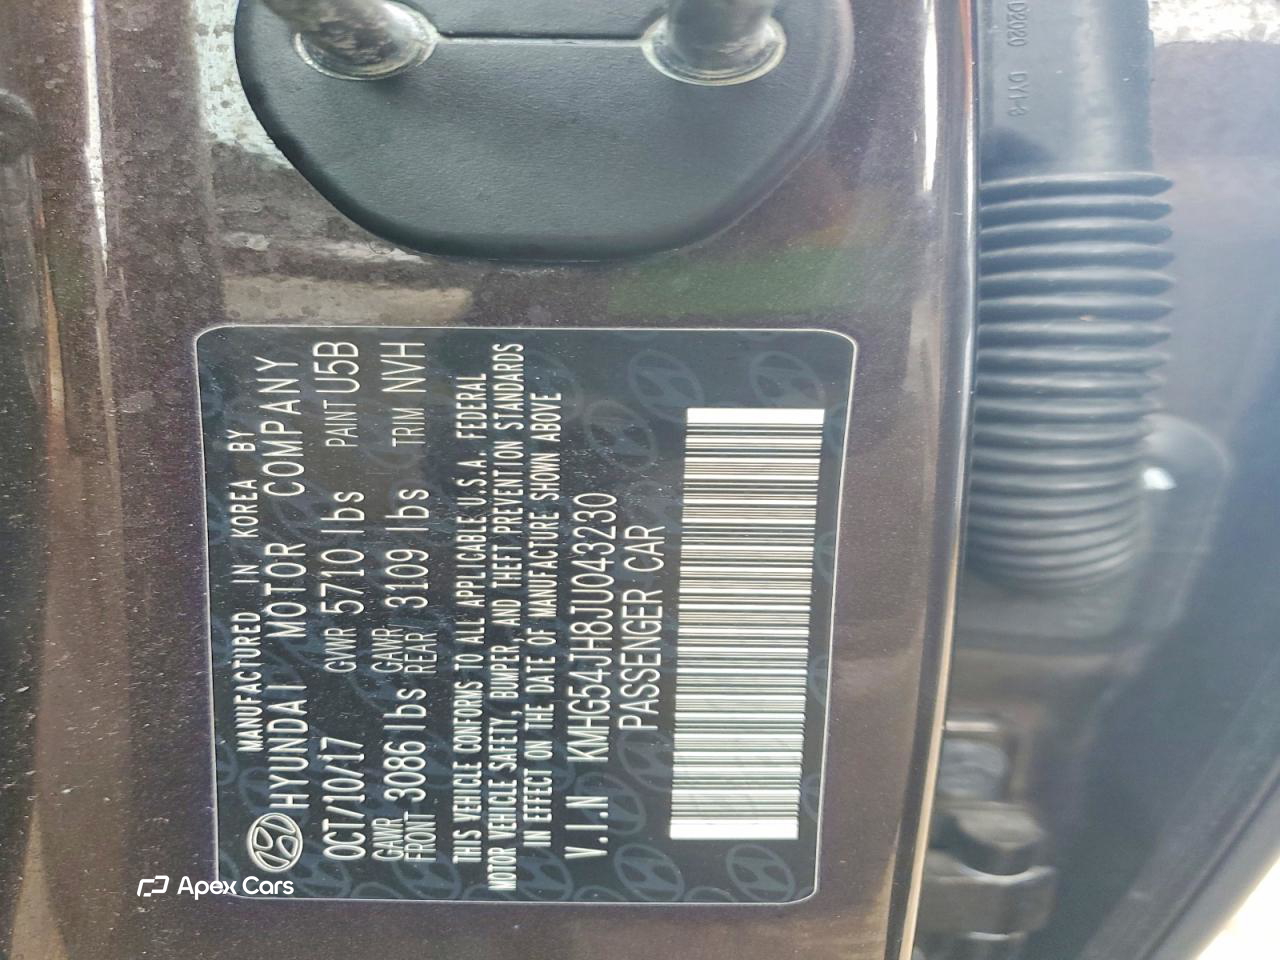 MANUFACTURED IN KOREA BY
HYUNDAI MOTOR COMPANY
OCT/10/17 GVWR 5710 lbs PAINT U5B
GAWR FRONT 3086 lbs GAWR REAR 3109 lbs TRIM NVH
THIS VEHICLE CONFORMS TO ALL APPLICABLE U.S.A. FEDERAL
MOTOR VEHICLE SAFETY, BUMPER, AND THEFT PREVENTION STANDARDS
IN EFFECT ON THE DATE OF MANUFACTURE SHOWN ABOVE
V.I.N KMHG54JH8JU043230
PASSENGER CAR
Apex Cars